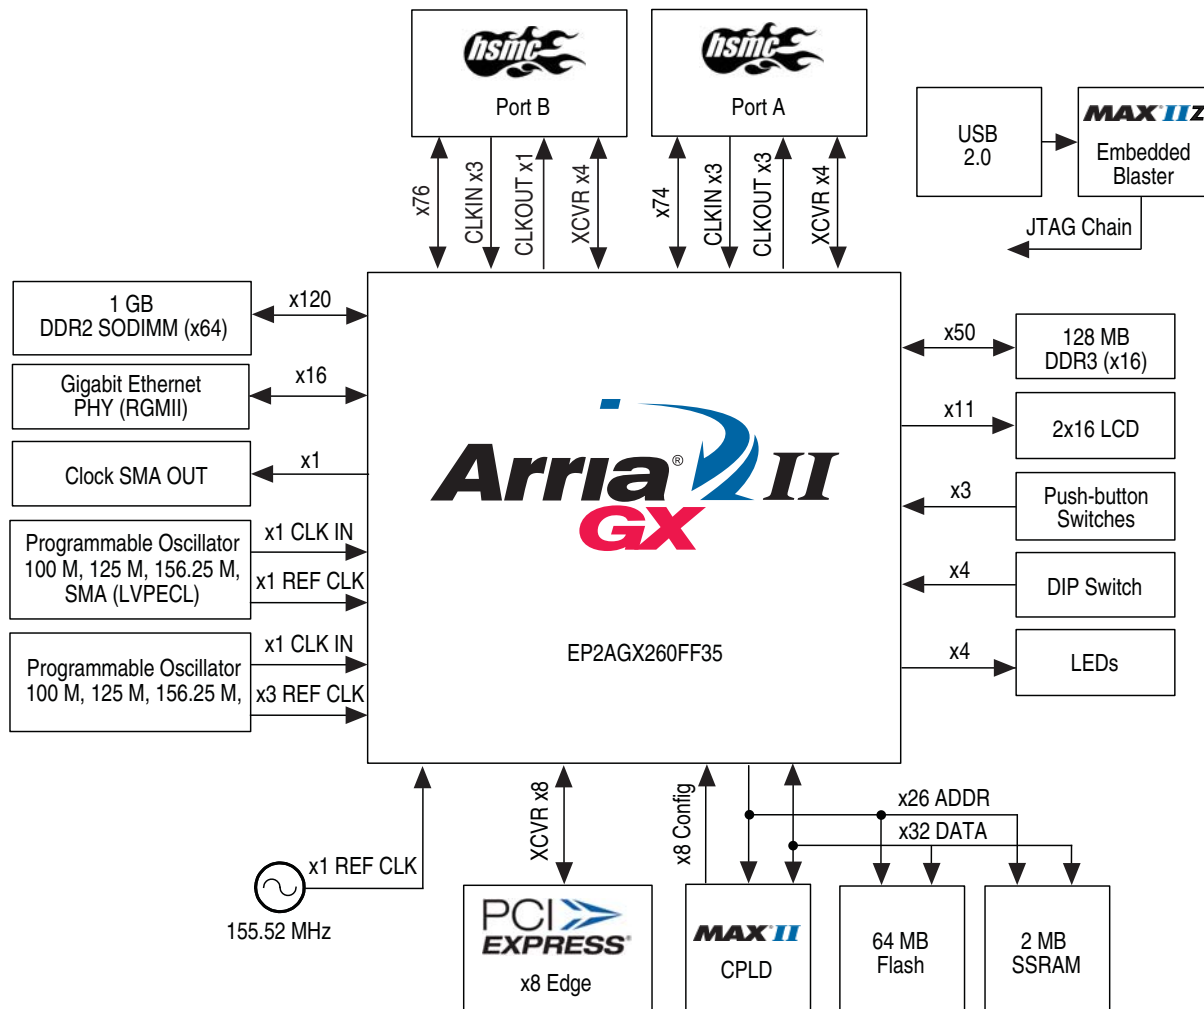 hsmc
Port B
hsmc
Port A
USB
2.0
MAX II Z
Embedded
Blaster
JTAG Chain
x76
CLKIN x3
CLKOUT x1
XCVR x4
x74
CLKIN x3
CLKOUT x3
XCVR x4
1 GB
DDR2 SODIMM (x64)
x120
Gigabit Ethernet
PHY (RGMII)
x16
Clock SMA OUT
x1
Programmable Oscillator
100 M, 125 M, 156.25 M,
SMA (LVPECL)
x1 CLK IN
x1 REF CLK
Programmable Oscillator
100 M, 125 M, 156.25 M,
x1 CLK IN
x3 REF CLK
Arria® II
GX
EP2AGX260FF35
x50
128 MB
DDR3 (x16)
x11
2x16 LCD
x3
Push-button
Switches
x4
DIP Switch
x4
LEDs
x1 REF CLK
155.52 MHz
XCVR x8
x8 Config
x26 ADDR
x32 DATA
PCI
EXPRESS®
x8 Edge
MAX II
CPLD
64 MB
Flash
2 MB
SSRAM